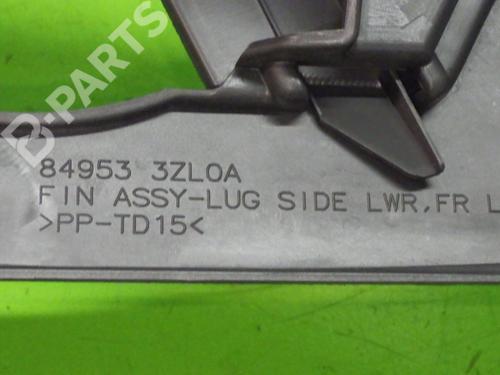 B-PARTS
84953 3ZL0A
FIN ASSY-LUG SIDE LWR,FR L
>PP-TD15<